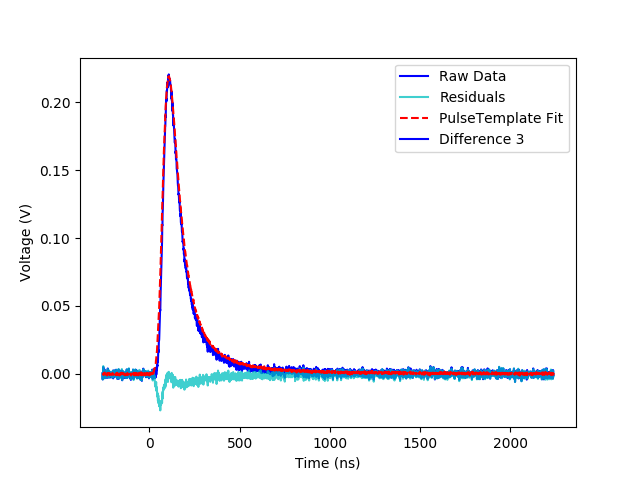 Raw Data
Residuals
PulseTemplate Fit
Difference 3
0.20
0.15
0.10
0.05
0.00
Voltage (V)
0
500
1000
1500
2000
Time (ns)